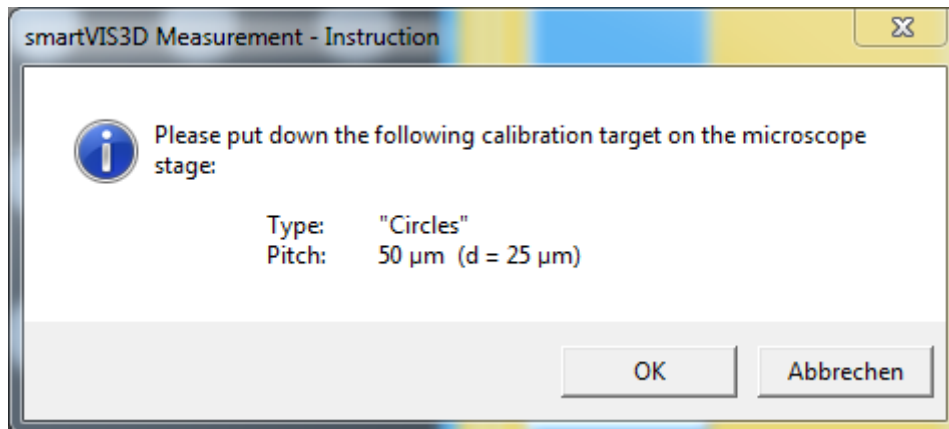 smartVIS3D Measurement - Instruction
Please put down the following calibration target on the microscope
stage:
Type: "Circles"
Pitch: 50 µm (d = 25 µm)
OK Abbrechen